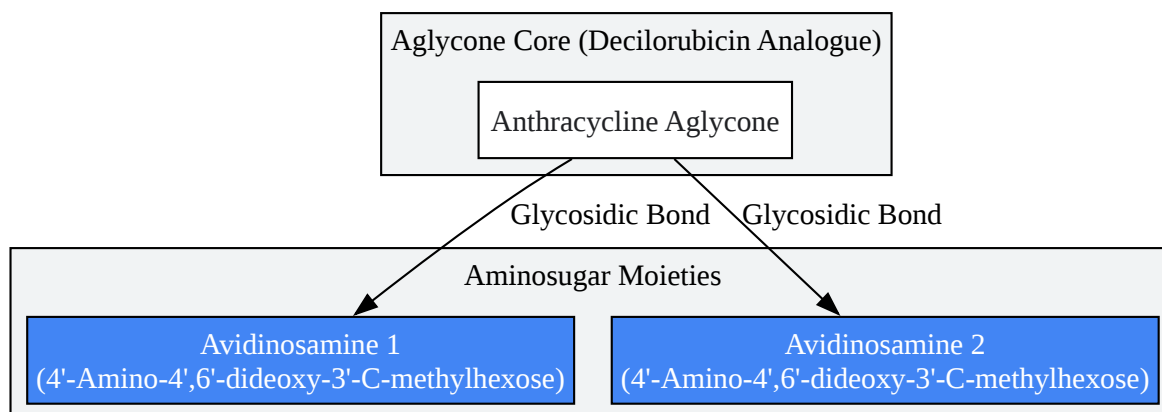 Aglycone Core (Decilorubicin Analogue)
Anthracycline Aglycone
Glycosidic Bond
Glycosidic Bond
Aminosugar Moieties
Avidinosamine 1
(4'-Amino-4',6'-dideoxy-3'-C-methylhexose)
Avidinosamine 2
(4'-Amino-4',6'-dideoxy-3'-C-methylhexose)